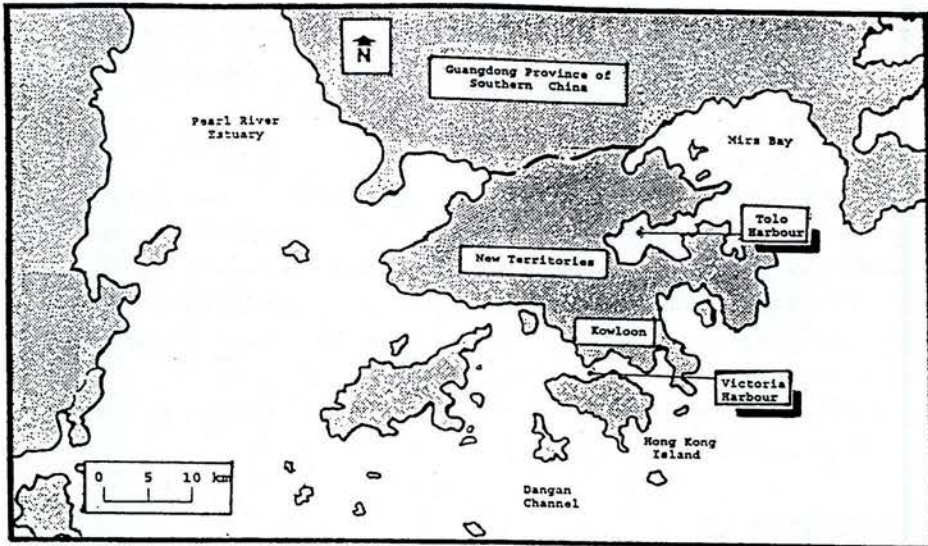 N
Guangdong Province of
Southern China
Pearl River
Estuary
Mirs Bay
Tolo
Harbour
New Territories
Kowloon
Victoria
Harbour
Hong Kong
Island
0 5 10 km
Dangan
Channel